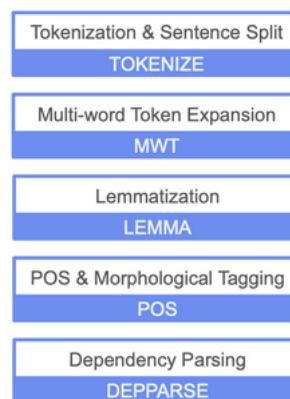 Tokenization & Sentence Split
TOKENIZE
Multi-word Token Expansion
MWT
Lemmatization
LEMMA
POS & Morphological Tagging
POS
Dependency Parsing
DEPPARSE